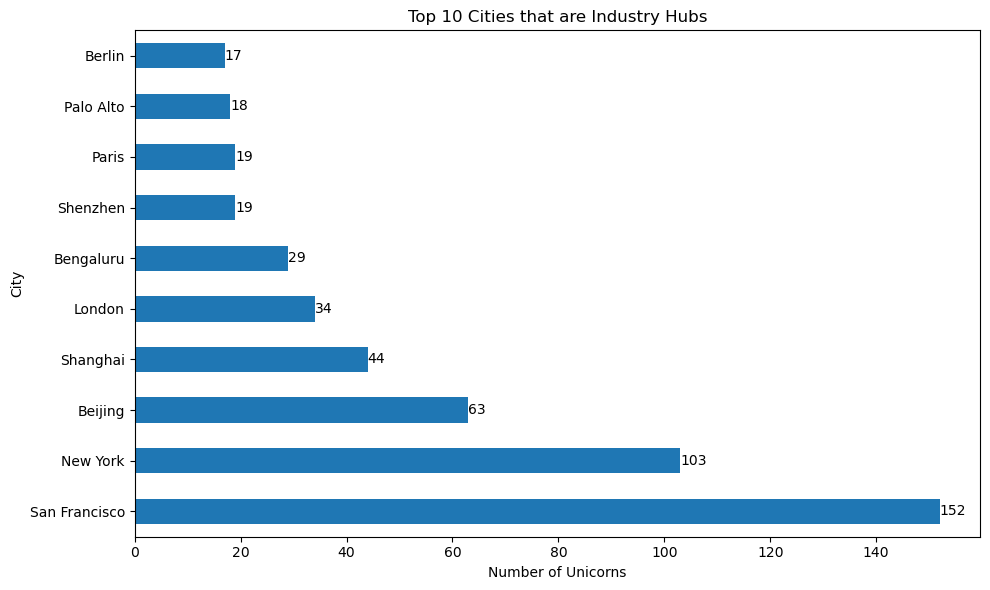 Top 10 Cities that are Industry Hubs
Berlin 17
Palo Alto 18
Paris 19
Shenzhen 19
Bengaluru 29
London 34
Shanghai 44
Beijing 63
New York 103
San Francisco 152
City
0 20 40 60 80 100 120 140
Number of Unicorns